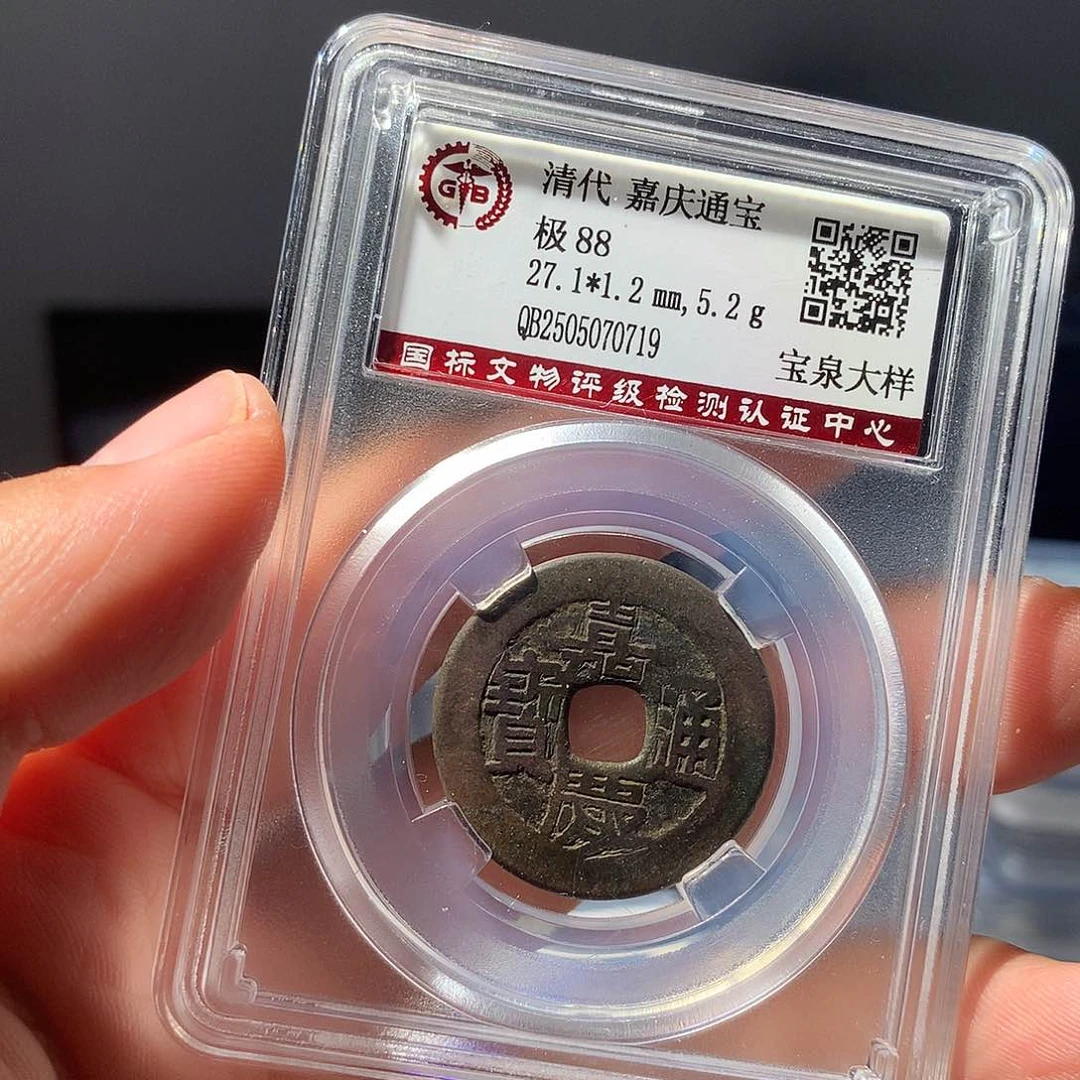 GB
清代 嘉庆通宝
极 88
27.1*1.2 mm, 5.2 g
QB2505070719
宝泉大样
国标文物评级检测认证中心
嘉慶通寶